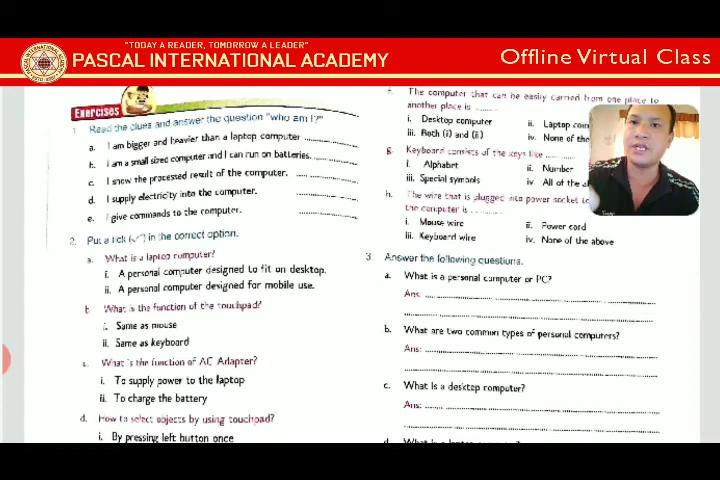 "TODAY A READER, TOMORROW A LEADER"
PASCAL INTERNATIONAL ACADEMY
Offline Virtual Class
Exercises
1. Read the clues and answer the question "who am I?"
a. I am bigger and heavier than a laptop computer
b. I am a small sized computer and I can run on batteries.
c. I show the processed result of the computer.
d. I supply electricity into the computer.
e. I give commands to the computer.
2. Put a tick (✓) in the correct option.
a. What is a laptop computer?
i. A personal computer designed to fit on desktop.
ii. A personal computer designed for mobile use.
b. What is the function of the touchpad?
i. Same as mouse
ii. Same as keyboard
c. What is the function of AC Adapter?
i. To supply power to the laptop
ii. To charge the battery
d. How to select objects by using touchpad?
i. By pressing left button once
The computer that can be easily carried from one place to
another place is
i. Desktop computer
ii. Laptop com
iii. Both (i) and (ii)
iv. None of the
g. Keyboard consists of the keys like
i. Alphabet
ii. Number
iii. Special symbols
iv. All of the a
h. The wire that is plugged into power socket to
the computer is
i. Mouse wire
ii. Power cord
iii. Keyboard wire
iv. None of the above
3. Answer the following questions.
a. What is a personal computer or PC?
Ans:
b. What are two common types of personal computers?
Ans:
c. What is a desktop computer?
Ans: